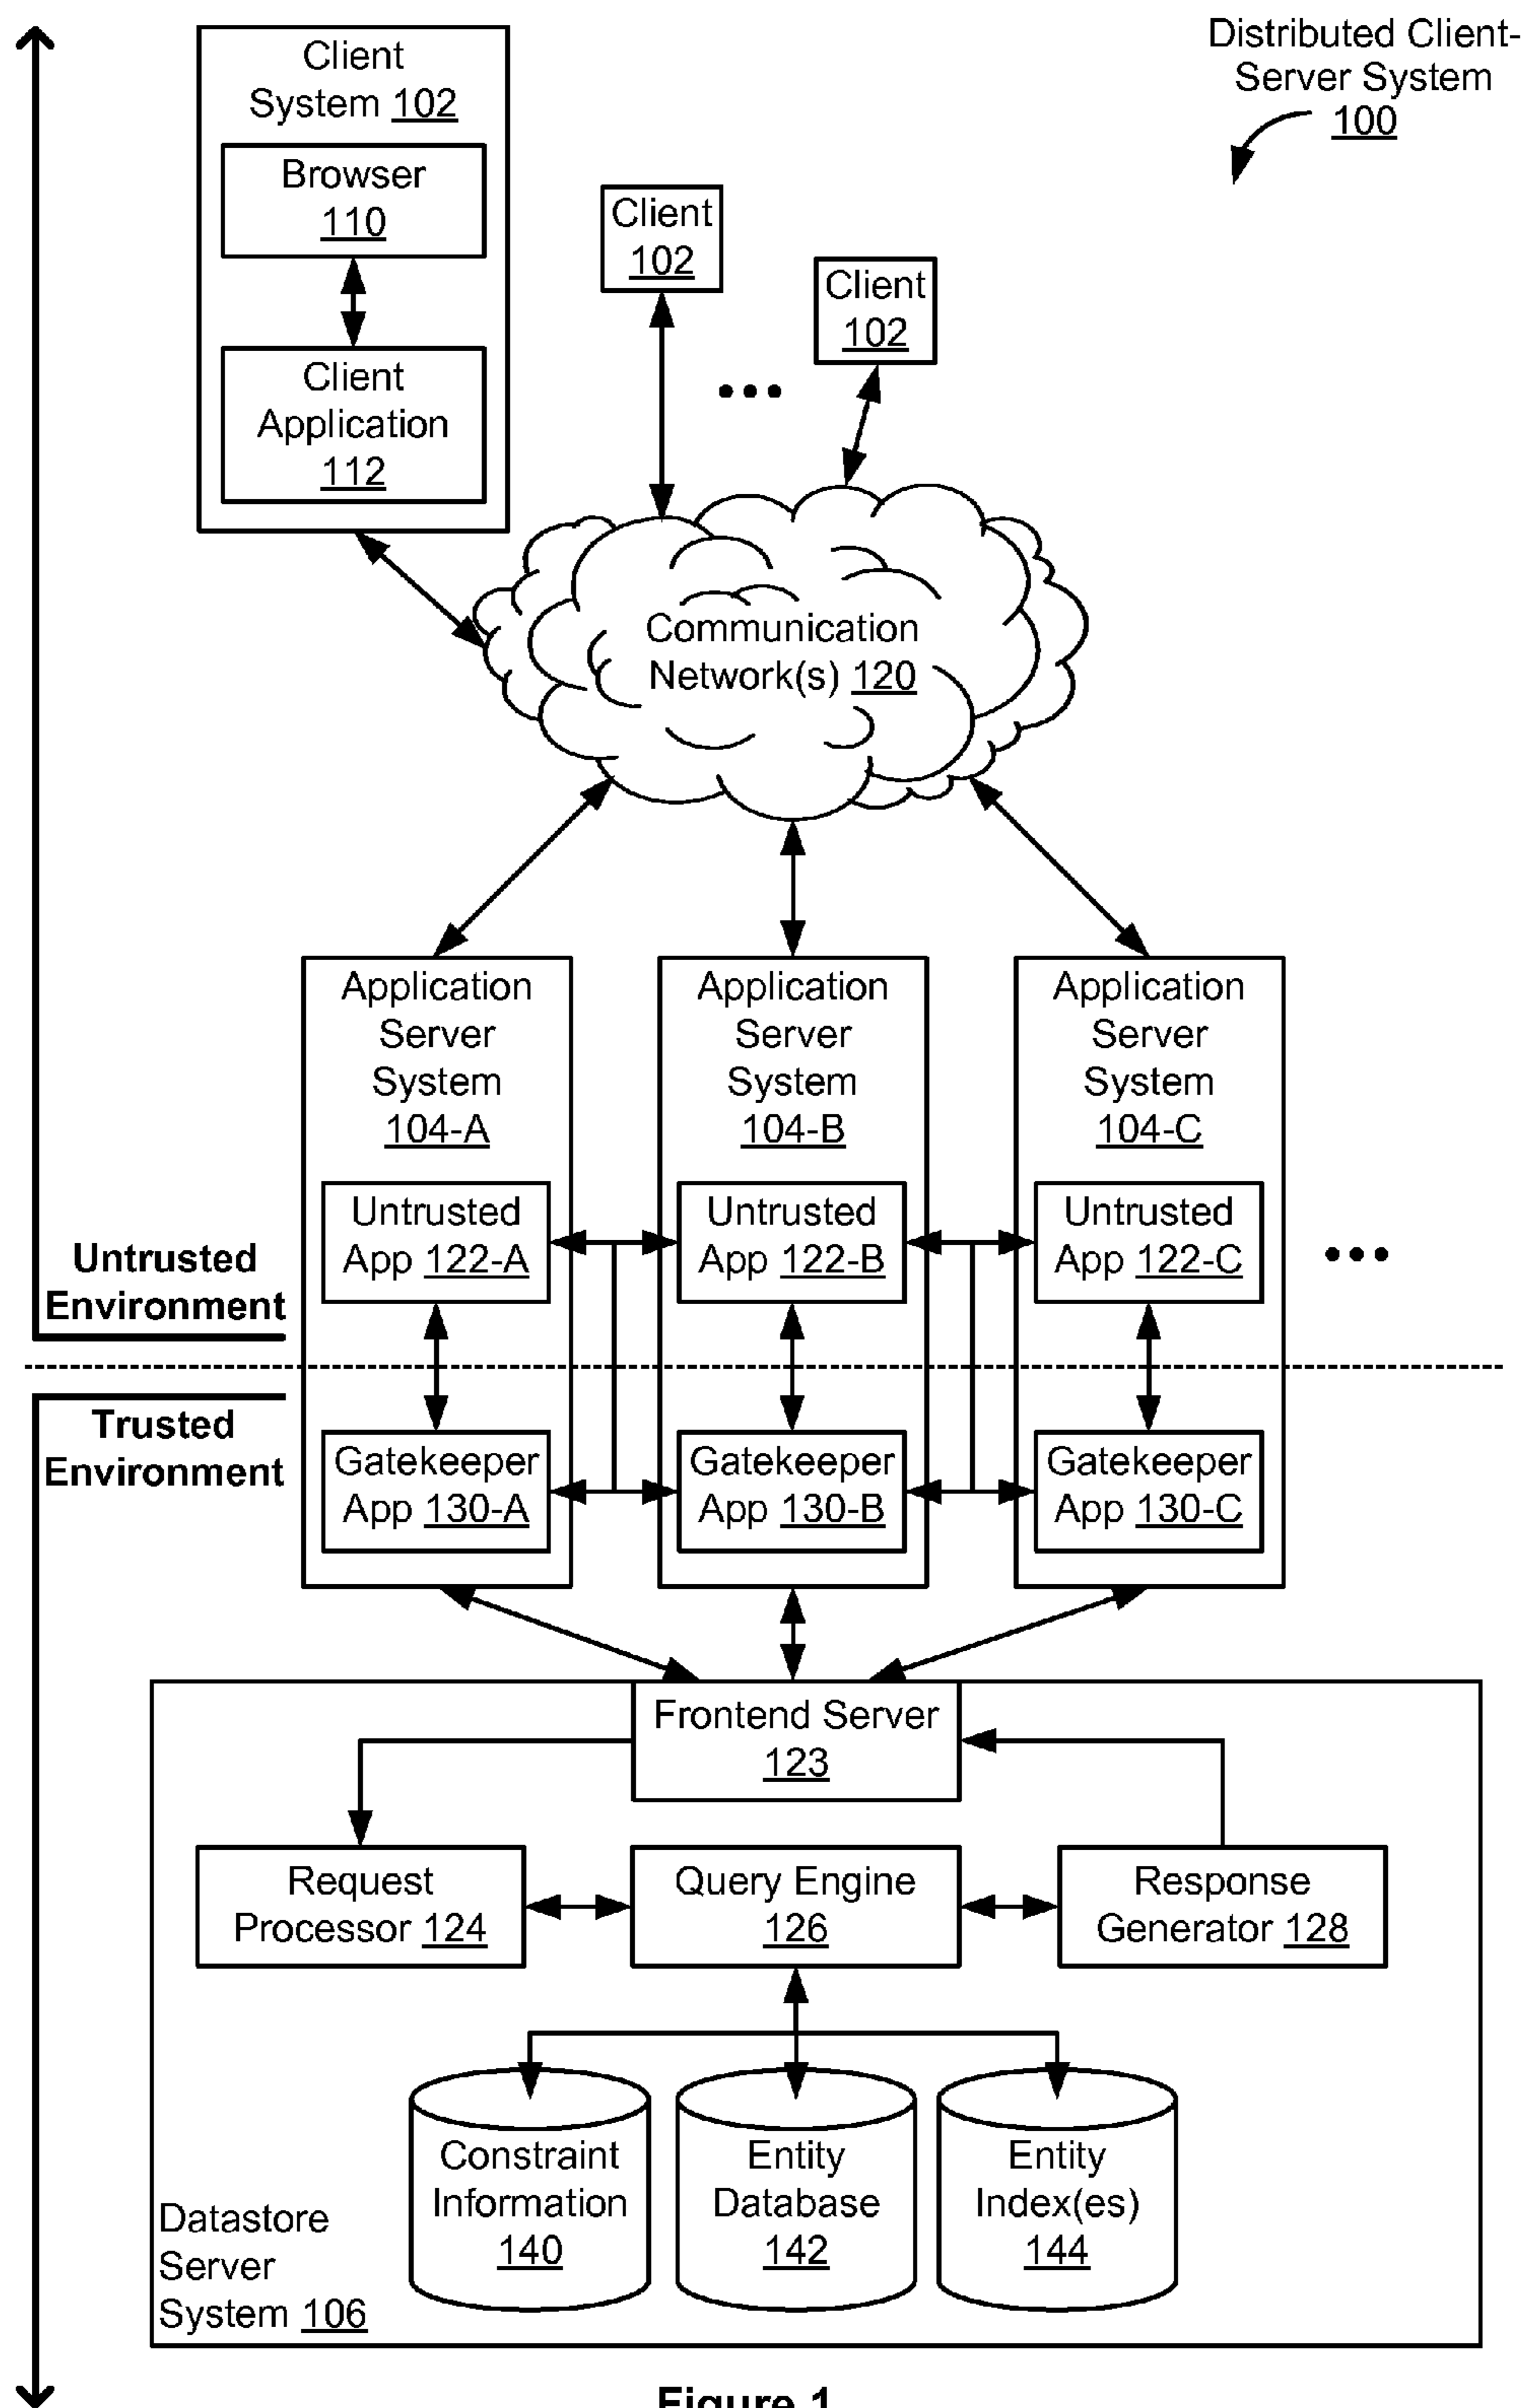 Distributed Client-
Server System
100
Client
System 102
Browser
110
Client
Application
112
Client
102
Client
102
Communication
Network(s) 120
Application
Server
System
104-A
Application
Server
System
104-B
Application
Server
System
104-C
Untrusted
App 122-A
Untrusted
App 122-B
Untrusted
App 122-C
Untrusted
Environment
Trusted
Environment
Gatekeeper
App 130-A
Gatekeeper
App 130-B
Gatekeeper
App 130-C
Frontend Server
123
Request
Processor 124
Query Engine
126
Response
Generator 128
Constraint
Information
140
Entity
Database
142
Entity
Index(es)
144
Datastore
Server
System 106
Figure 1